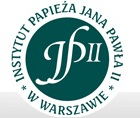 INSTYTUT PAPIEŻA JANA PAWŁA II
JPII
W WARSZAWIE